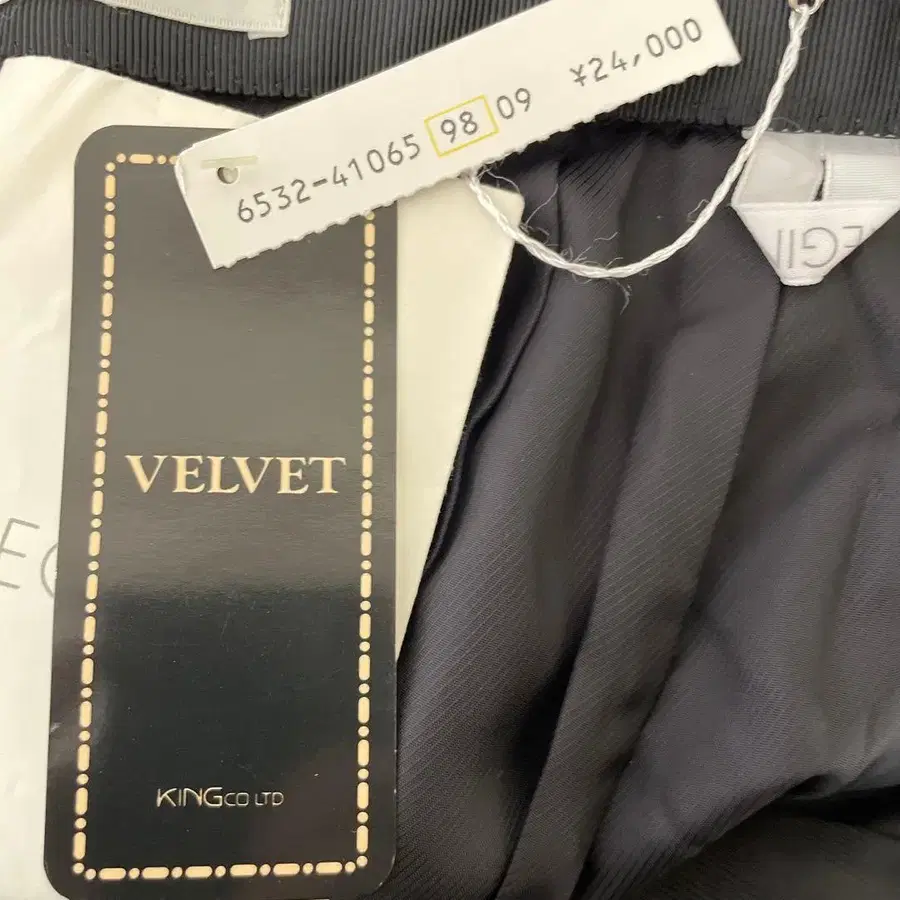 6532-41065 98 09 ¥24,000
VELVET
KINGCO LTD